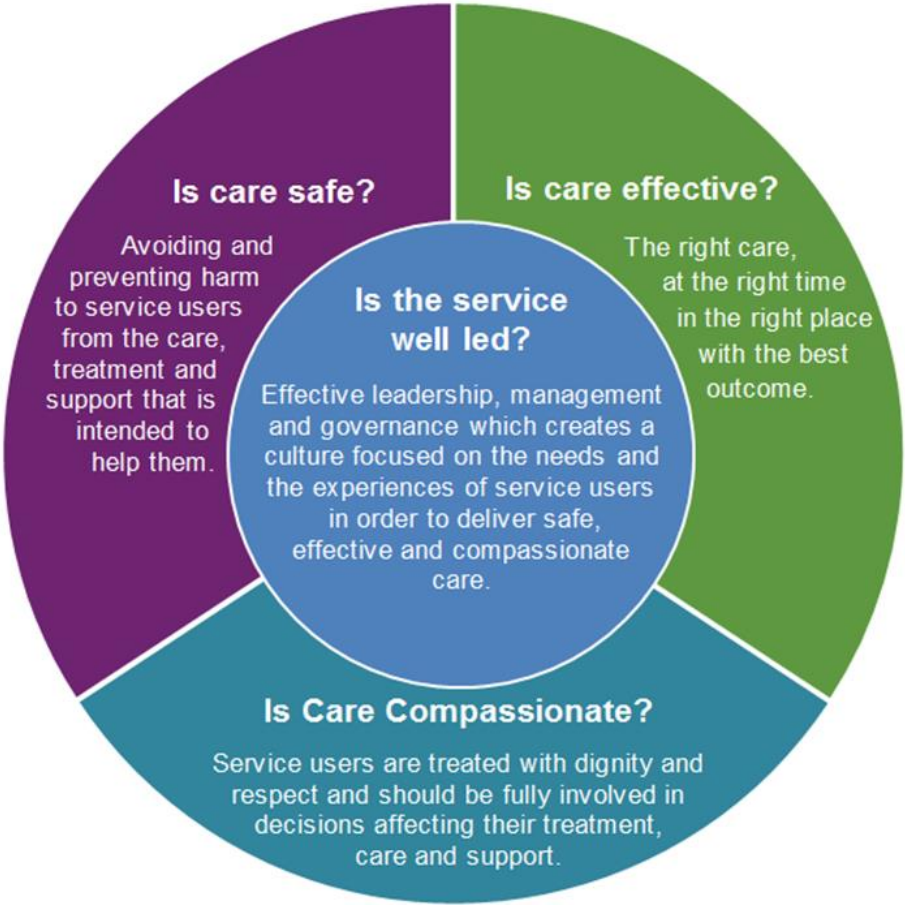 Is care safe?
Avoiding and
preventing harm
to service users
from the care,
treatment and
support that is
intended to
help them.
Is care effective?
The right care,
at the right time
in the right place
with the best
outcome.
Is the service
well led?
Effective leadership, management
and governance which creates a
culture focused on the needs and
the experiences of service users
in order to deliver safe,
effective and compassionate
care.
Is Care Compassionate?
Service users are treated with dignity and
respect and should be fully involved in
decisions affecting their treatment,
care and support.